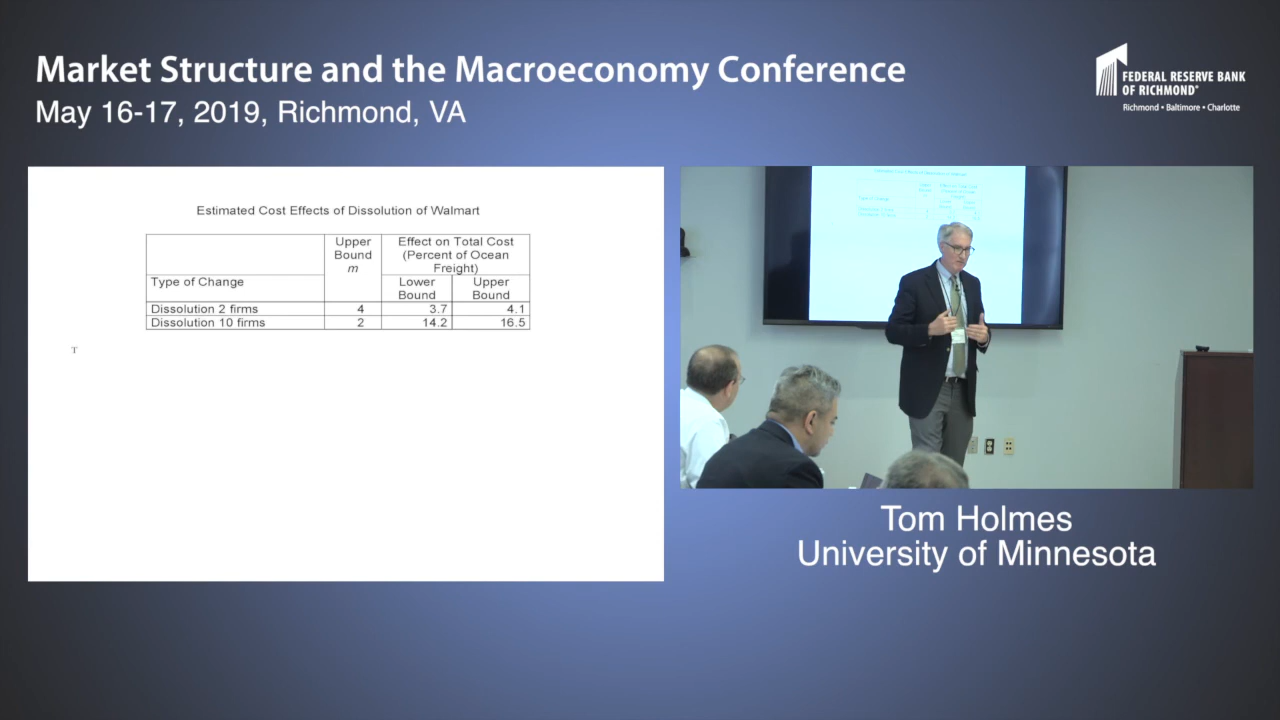 Market Structure and the Macroeconomy Conference
May 16-17, 2019, Richmond, VA
FEDERAL RESERVE BANK
OF RICHMOND®
Richmond • Baltimore • Charlotte
Estimated Cost Effects of Dissolution of Walmart
Upper
Bound
m
Effect on Total Cost
(Percent of Ocean
Freight)
Type of Change
Lower
Bound
Upper
Bound
Dissolution 2 firms 4 3.7 4.1
Dissolution 10 firms 2 14.2 16.5
T
Tom Holmes
University of Minnesota